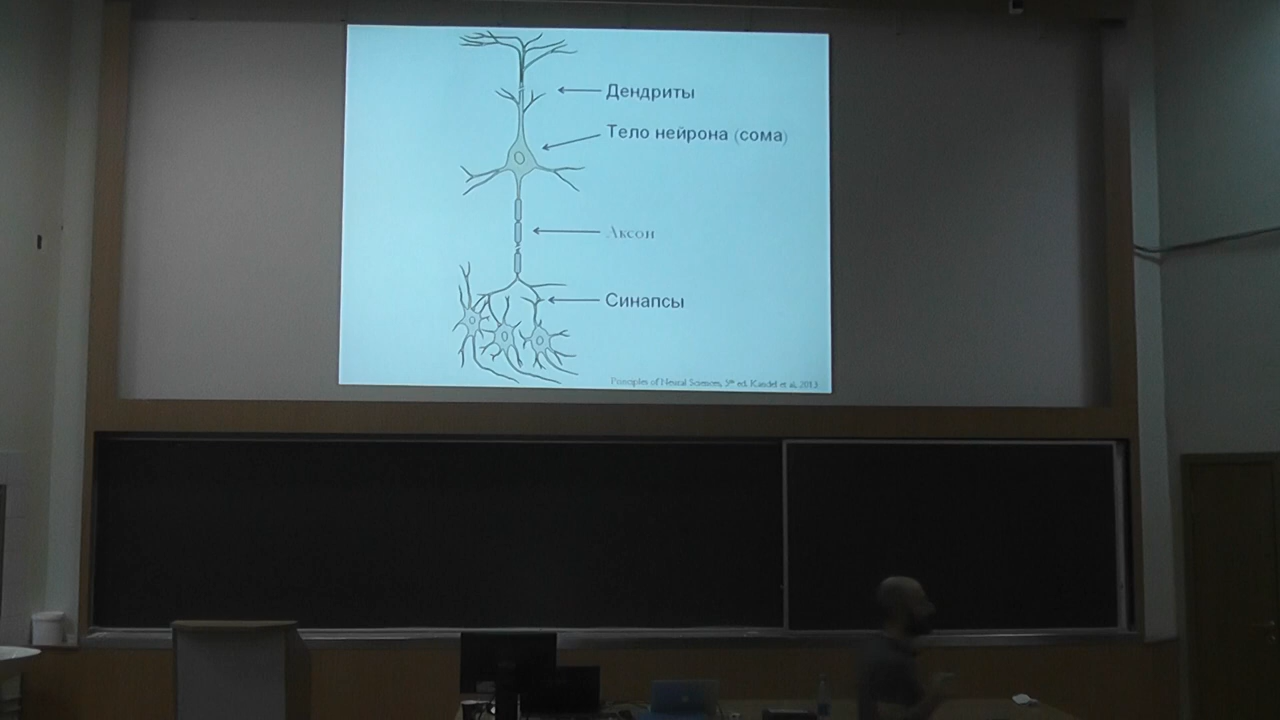 Дендриты
Тело нейрона (сома)
Аксон
Синапсы
Principles of Neural Sciences, 5th ed. Kandel et al, 2013